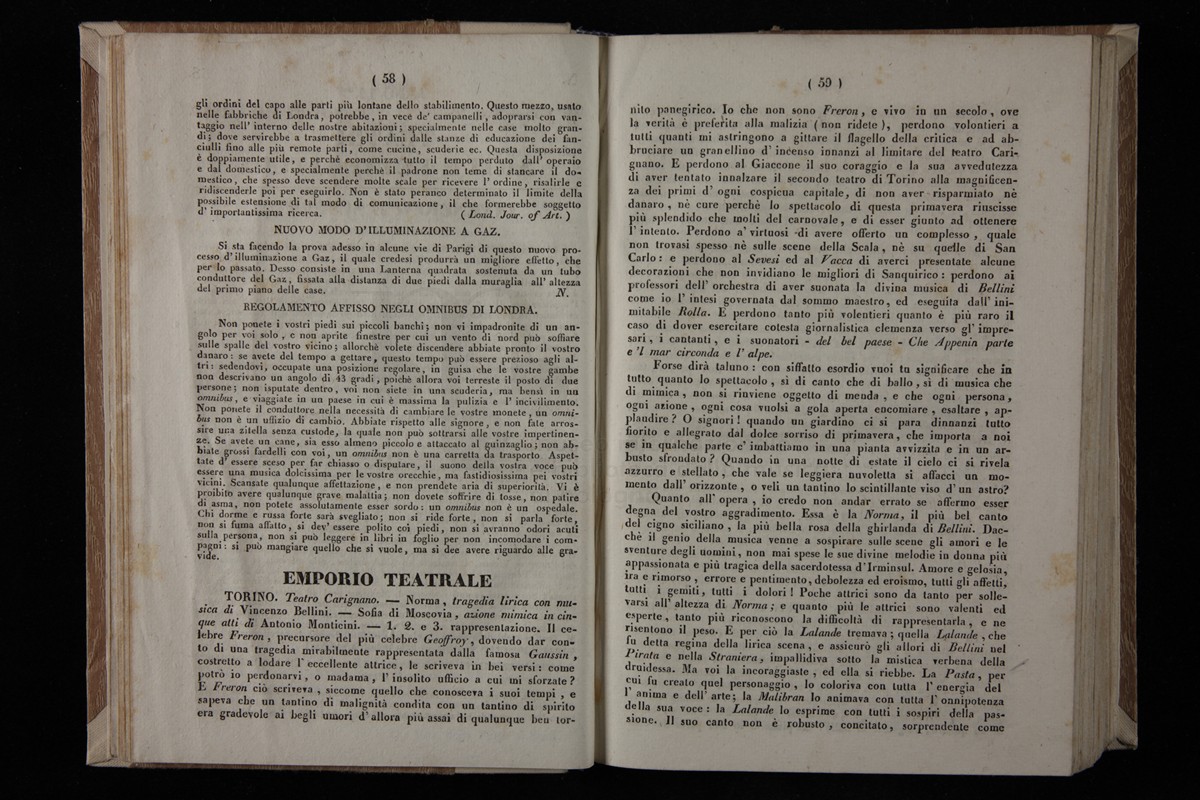 ( 58 )
gli ordini del capo alle parti più lontane dello stabilimento. Questo mezzo, usato
nelle fabbriche di Londra, potrebbe, in vece de' campanelli, adoprarsi con van-
taggio nell' interno delle nostre abitazioni; specialmente nelle case molto gran-
di; dove servirebbe a trasmettere gli ordini dalle stanze di educazione dei fan-
ciulli fino alle più remote parti, come cucine, scuderie ec. Questa disposizione
è doppiamente utile, e perchè economizza tutto il tempo perduto dall' operaio
e dal domestico, e specialmente perchè il padrone non teme di stancare il do-
mestico, che spesso deve scendere molte scale per ricevere l' ordine, risalirle e
ridiscenderle poi per eseguirlo. Non è stato peranco determinato il limite della
possibile estensione di tal modo di comunicazione, il che formerebbe soggetto
d' importantissima ricerca. ( Lond. Jour. of Art. )
NUOVO MODO D' ILLUMINAZIONE A GAZ.
Si sta facendo la prova adesso in alcune vie di Parigi di questo nuovo pro-
cesso d' illuminazione a Gaz, il quale credesi produrrà un migliore effetto, che
per lo passato. Desso consiste in una Lanterna quadrata sostenuta da un tubo
conduttore del Gaz, fissata alla distanza di due piedi dalla muraglia all' altezza
del primo piano delle case. N.
REGOLAMENTO AFFISSO NEGLI OMNIBUS DI LONDRA.
Non ponete i vostri piedi sui piccoli banchi; non vi impadronite di un an-
golo per voi solo, e non aprite finestre per cui un vento di nord può soffiare
sulle spalle del vostro vicino; allorchè volete discendere abbiate pronto il vostro
danaro: se avete del tempo a gettare, questo tempo può essere prezioso agli al-
tri: sedendovi, occupate una posizione regolare, in guisa che le vostre gambe
non descrivano un angolo di 43 gradi, poichè allora voi terreste il posto di due
persone; non isputate dentro, voi non siete in una scuderia, ma bensì in un
omnibus, e viaggiate in un paese in cui è massima la pulizia e l' incivilimento.
Non ponete il conduttore nella necessità di cambiare le vostre monete, un omni-
bus non è un uffizio di cambio. Abbiate rispetto alle signore, e non fate arros-
sire una zitella senza custode, la quale non può sottrarsi alle vostre impertinen-
ze. Se avete un cane, sia esso almeno piccolo e attaccato al guinzaglio; non ab-
biate grossi fardelli con voi, un omnibus non è una carretta da trasporto. Aspet-
tate d' essere sceso per far chiasso o disputare, il suono della vostra voce può
essere una musica dolcissima per le vostre orecchie, ma fastidiosissima pei vostri
vicini. Scansate qualunque affettazione, e non prendete aria di superiorità. Vi è
proibito avere qualunque grave malattia; non dovete soffrire di tosse, non patire
di asma, non potete assolutamente esser sordo: un omnibus non è un ospedale.
Chi dorme e russa forte sarà svegliato; non si ride forte, non si parla forte,
non si fuma affatto, si dev' essere polito coi piedi, non si avranno odori acuti
sulla persona, non si può leggere in libri in foglio per non incomodare i com-
pagni: si può mangiare quello che si vuole, ma si dee avere riguardo alle gra-
vide.
EMPORIO TEATRALE
TORINO. Teatro Carignano. — Norma, tragedia lirica con mu-
sica di Vincenzo Bellini. — Sofia di Moscovia, azione mimica in cin-
que atti di Antonio Monticini. — 1. 2. e 3. rappresentazione. Il ce-
lebre Freron, precursore del più celebre Geoffroy, dovendo dar con-
to di una tragedia mirabilmente rappresentata dalla famosa Gaussin,
costretto a lodare l' eccellente attrice, le scriveva in bei versi: come
potrò io perdonarvi, o madama, l' insolito ufficio a cui mi sforzate?
E Freron ciò scriveva, siccome quello che conosceva i suoi tempi, e
sapeva che un tantino di malignità condita con un tantino di spirito
era gradevole ai begli umori d' allora più assai di qualunque ben tor-
( 59 )
nito panegirico. Io che non sono Freron, e vivo in un secolo, ove
la verità è preferita alla malizia (non ridete), perdono volontieri a
tutti quanti mi astringono a gittare il flagello della critica e ad ab-
bruciare un granellino d' incenso innanzi al limitare del teatro Cari-
gnano. E perdono al Giaccone il suo coraggio e la sua avvedutezza
di aver tentato innalzare il secondo teatro di Torino alla magnificen-
za dei primi d' ogni cospicua capitale, di non aver risparmiato nè
danaro, nè cure perchè lo spettacolo di questa primavera riuscisse
più splendido che molti del carnovale, e di esser giunto ad ottenere
l' intento. Perdono a' virtuosi di avere offerto un complesso, quale
non trovasi spesso nè sulle scene della Scala, nè su quelle di San
Carlo: e perdono al Sevesi ed al Vacca di averci presentate alcune
decorazioni che non invidiano le migliori di Sanquirico: perdono ai
professori dell' orchestra di aver suonata la divina musica di Bellini
come io l' intesi governata dal sommo maestro, ed eseguita dall' ini-
mitabile Rolla. E perdono tanto più volentieri quanto è più raro il
caso di dover esercitare cotesta giornalistica clemenza verso gl' impre-
sari, i cantanti, e i suonatori - del bel paese - Che Appenin parte
e 'l mar circonda e l' alpe.
Forse dirà taluno: con siffatto esordio vuoi tu significare che in
tutto quanto lo spettacolo, sì di canto che di ballo, sì di musica che
di mimica, non si rinviene oggetto di menda, e che ogni persona,
ogni azione, ogni cosa vuolsi a gola aperta encomiare, esaltare, ap-
plandire? O signori! quando un giardino ci si para dinnanzi tutto
fiorito e allegrato dal dolce sorriso di primavera, che importa a noi
se in qualche parte c' imbattiamo in una pianta avvizzita e in un ar-
busto sfrondato? Quando in una notte di estate il cielo ci si rivela
azzurro e stellato, che vale se leggiera nuvoletta si affacci un mo-
mento dall' orizzonte, o veli un tantino lo scintillante viso d' un astro?
Quanto all' opera, io credo non andar errato se affermo esser
degna del vostro aggradimento. Essa è la Norma, il più bel canto
del cigno siciliano, la più bella rosa della ghirlanda di Bellini. Dac-
chè il genio della musica venne a sospirare sulle scene gli amori e le
sventure degli uomini, non mai spese le sue divine melodie in donna più
appassionata e più tragica della sacerdotessa d' Irminsul. Amore e gelosia,
ira e rimorso, errore e pentimento, debolezza ed eroismo, tutti gli affetti,
tutti i gemiti, tutti i dolori! Poche attrici sono da tanto per solle-
varsi all' altezza di Norma; e quanto più le attrici sono valenti ed
esperte, tanto più riconoscono la difficoltà di rappresentarla, e ne
risentono il peso. E per ciò la Lalande tremava; quella Lalande, che
fu detta regina della lirica scena, e assicurò gli allori di Bellini nel
Pirata e nella Straniera, impallidiva sotto la mistica verbena della
druidessa. Ma voi la incoraggiaste, ed ella si riebbe. La Pasta, per
cui fu creato quel personaggio, lo coloriva con tutta l' energia del
l' anima e dell' arte; la Malibran lo animava con tutta l' onnipotenza
della sua voce: la Lalande lo esprime con tutti i sospiri della pas-
sione. Il suo canto non è robusto, concitato, sorprendente come